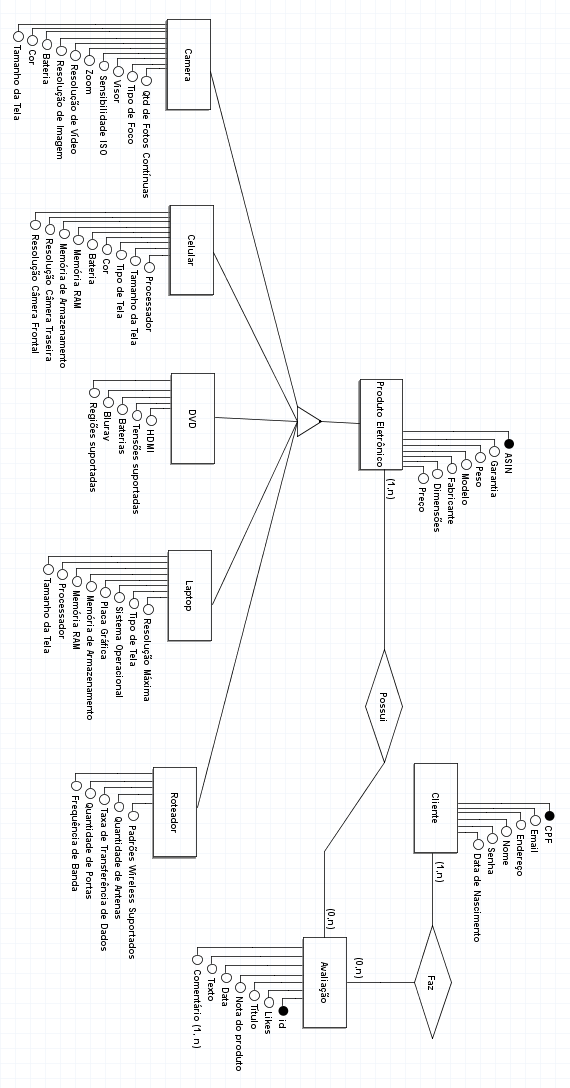 ASIN
Garantia
Peso
Modelo
Fabricante
Dimensões
Preço
Produto Eletrônico
(1,n)
Possui
CPF
Email
Endereço
Nome
Senha
Data de Nascimento
Cliente
(1,n)
Faz
(0,n)
(0,n)
Avaliação
id
Likes
Título
Nota do produto
Data
Texto
Comentário (1, n)
Camera
Qtd de Fotos Contínuas
Tipo de Foco
Visor
Sensibilidade ISO
Zoom
Resolução de Vídeo
Resolução de Imagem
Bateria
Cor
Tamanho da Tela
Celular
Processador
Tamanho da Tela
Tipo de Tela
Cor
Bateria
Memória RAM
Memória de Armazenamento
Resolução Câmera Traseira
Resolução Câmera Frontal
DVD
HDMI
Tensões suportadas
Baterias
Bluray
Regiões suportadas
Laptop
Resolução Máxima
Tipo de Tela
Sistema Operacional
Placa Gráfica
Memória de Armazenamento
Memória RAM
Processador
Tamanho da Tela
Roteador
Padrões Wireless Suportados
Quantidade de Antenas
Taxa de Transferência de Dados
Quantidade de Portas
Frequência de Banda